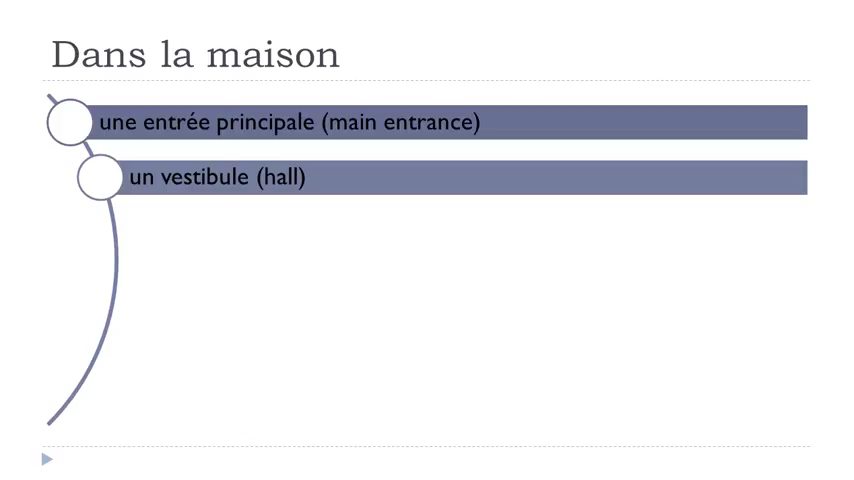 Dans la maison
une entrée principale (main entrance)
un vestibule (hall)